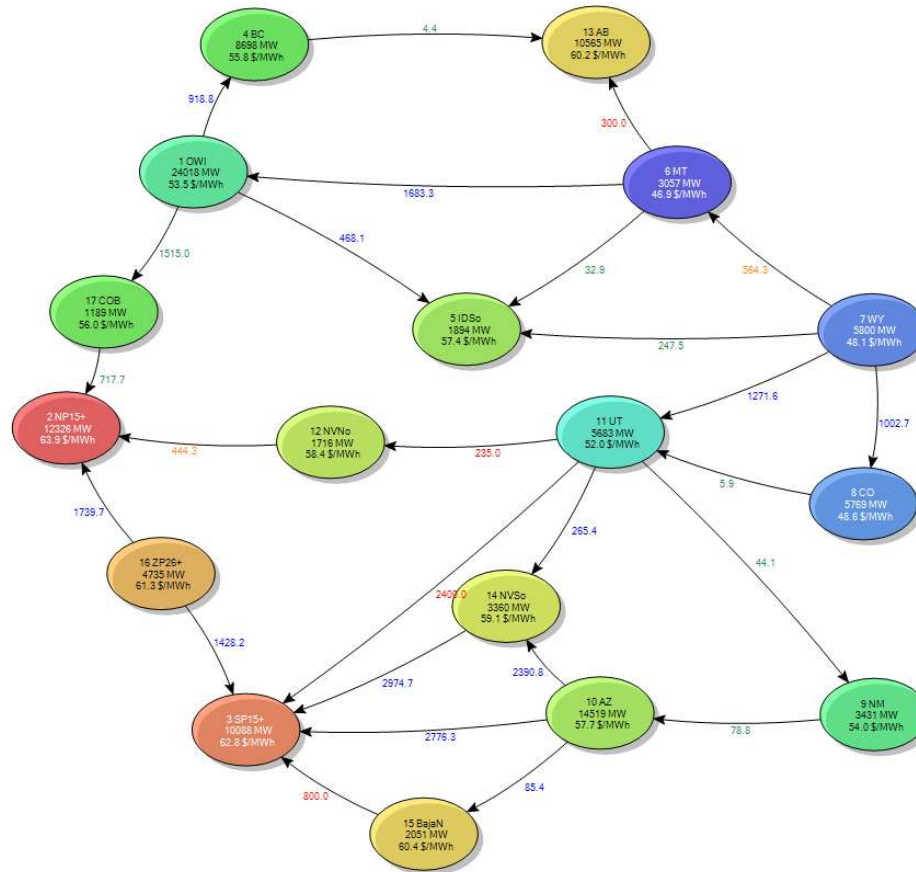 4 BC
8698 MW
55.8 $/MWh
4.4
13 AB
10565 MW
60.2 $/MWh
918.8
300.0
1 OWI
24018 MW
53.5 $/MWh
6 MT
3057 MW
46.9 $/MWh
1683.3
1515.0
468.1
32.9
564.3
17 COB
1189 MW
56.0 $/MWh
5 IDSo
1894 MW
57.4 $/MWh
7 WY
5800 MW
48.1 $/MWh
247.5
717.7
1271.6
1002.7
2 NP15+
12326 MW
63.9 $/MWh
444.3
12 NVNo
1716 MW
58.4 $/MWh
235.0
11 UT
5683 MW
52.0 $/MWh
5.9
8 CO
5769 MW
48.6 $/MWh
1739.7
265.4
44.1
16 ZP26+
4735 MW
61.3 $/MWh
2400.0
14 NVSo
3360 MW
59.1 $/MWh
1428.2
2974.7
2390.8
3 SP15+
10088 MW
62.8 $/MWh
2776.3
10 AZ
14519 MW
57.7 $/MWh
78.8
9 NM
3431 MW
54.0 $/MWh
800.0
85.4
15 BajaN
2051 MW
60.4 $/MWh